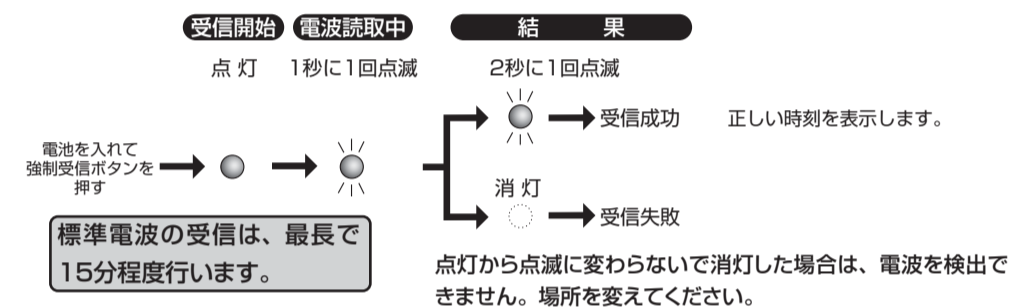 受信開始 電波読取中 結果
点灯 1秒に1回点滅 2秒に1回点滅
受信成功 正しい時刻を表示します。
電池を入れて
強制受信ボタンを
押す
消灯
受信失敗
標準電波の受信は、最長で
15分程度行います。
点灯から点滅に変わらないで消灯した場合は、電波を検出で
きません。場所を変えてください。